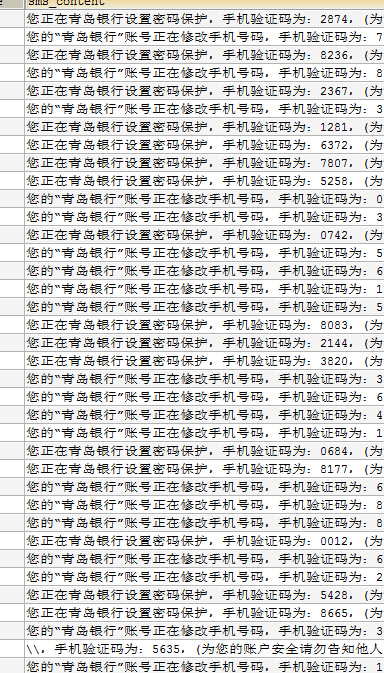 e sms_content
您正在青岛银行设置密码保护，手机验证码为：2874，(为
您的"青岛银行"账号正在修改手机号码，手机验证码为：7
您正在青岛银行设置密码保护，手机验证码为：8236，(为
您的"青岛银行"账号正在修改手机号码，手机验证码为：8
您正在青岛银行设置密码保护，手机验证码为：2367，(为
您的"青岛银行"账号正在修改手机号码，手机验证码为：3
您正在青岛银行设置密码保护，手机验证码为：1281，(为
您正在青岛银行设置密码保护，手机验证码为：6372，(为
您正在青岛银行设置密码保护，手机验证码为：7807，(为
您正在青岛银行设置密码保护，手机验证码为：5258，(为
您的"青岛银行"账号正在修改手机号码，手机验证码为：0
您的"青岛银行"账号正在修改手机号码，手机验证码为：3
您正在青岛银行设置密码保护，手机验证码为：0742，(为
您的"青岛银行"账号正在修改手机号码，手机验证码为：5
您的"青岛银行"账号正在修改手机号码，手机验证码为：6
您的"青岛银行"账号正在修改手机号码，手机验证码为：1
您的"青岛银行"账号正在修改手机号码，手机验证码为：5
您正在青岛银行设置密码保护，手机验证码为：8083，(为
您正在青岛银行设置密码保护，手机验证码为：2144，(为
您正在青岛银行设置密码保护，手机验证码为：3820，(为
您的"青岛银行"账号正在修改手机号码，手机验证码为：3
您的"青岛银行"账号正在修改手机号码，手机验证码为：6
您的"青岛银行"账号正在修改手机号码，手机验证码为：4
您的"青岛银行"账号正在修改手机号码，手机验证码为：1
您正在青岛银行设置密码保护，手机验证码为：0684，(为
您正在青岛银行设置密码保护，手机验证码为：8177，(为
您的"青岛银行"账号正在修改手机号码，手机验证码为：6
您的"青岛银行"账号正在修改手机号码，手机验证码为：8
您的"青岛银行"账号正在修改手机号码，手机验证码为：8
您正在青岛银行设置密码保护，手机验证码为：0012，(为
您的"青岛银行"账号正在修改手机号码，手机验证码为：6
您的"青岛银行"账号正在修改手机号码，手机验证码为：2
您正在青岛银行设置密码保护，手机验证码为：5428，(为
您正在青岛银行设置密码保护，手机验证码为：8665，(为
您的"青岛银行"账号正在修改手机号码，手机验证码为：3
\\，手机验证码为：5635，(为您的账户安全请勿告知他人
您的"青岛银行"账号正在修改手机号码，手机验证码为：1